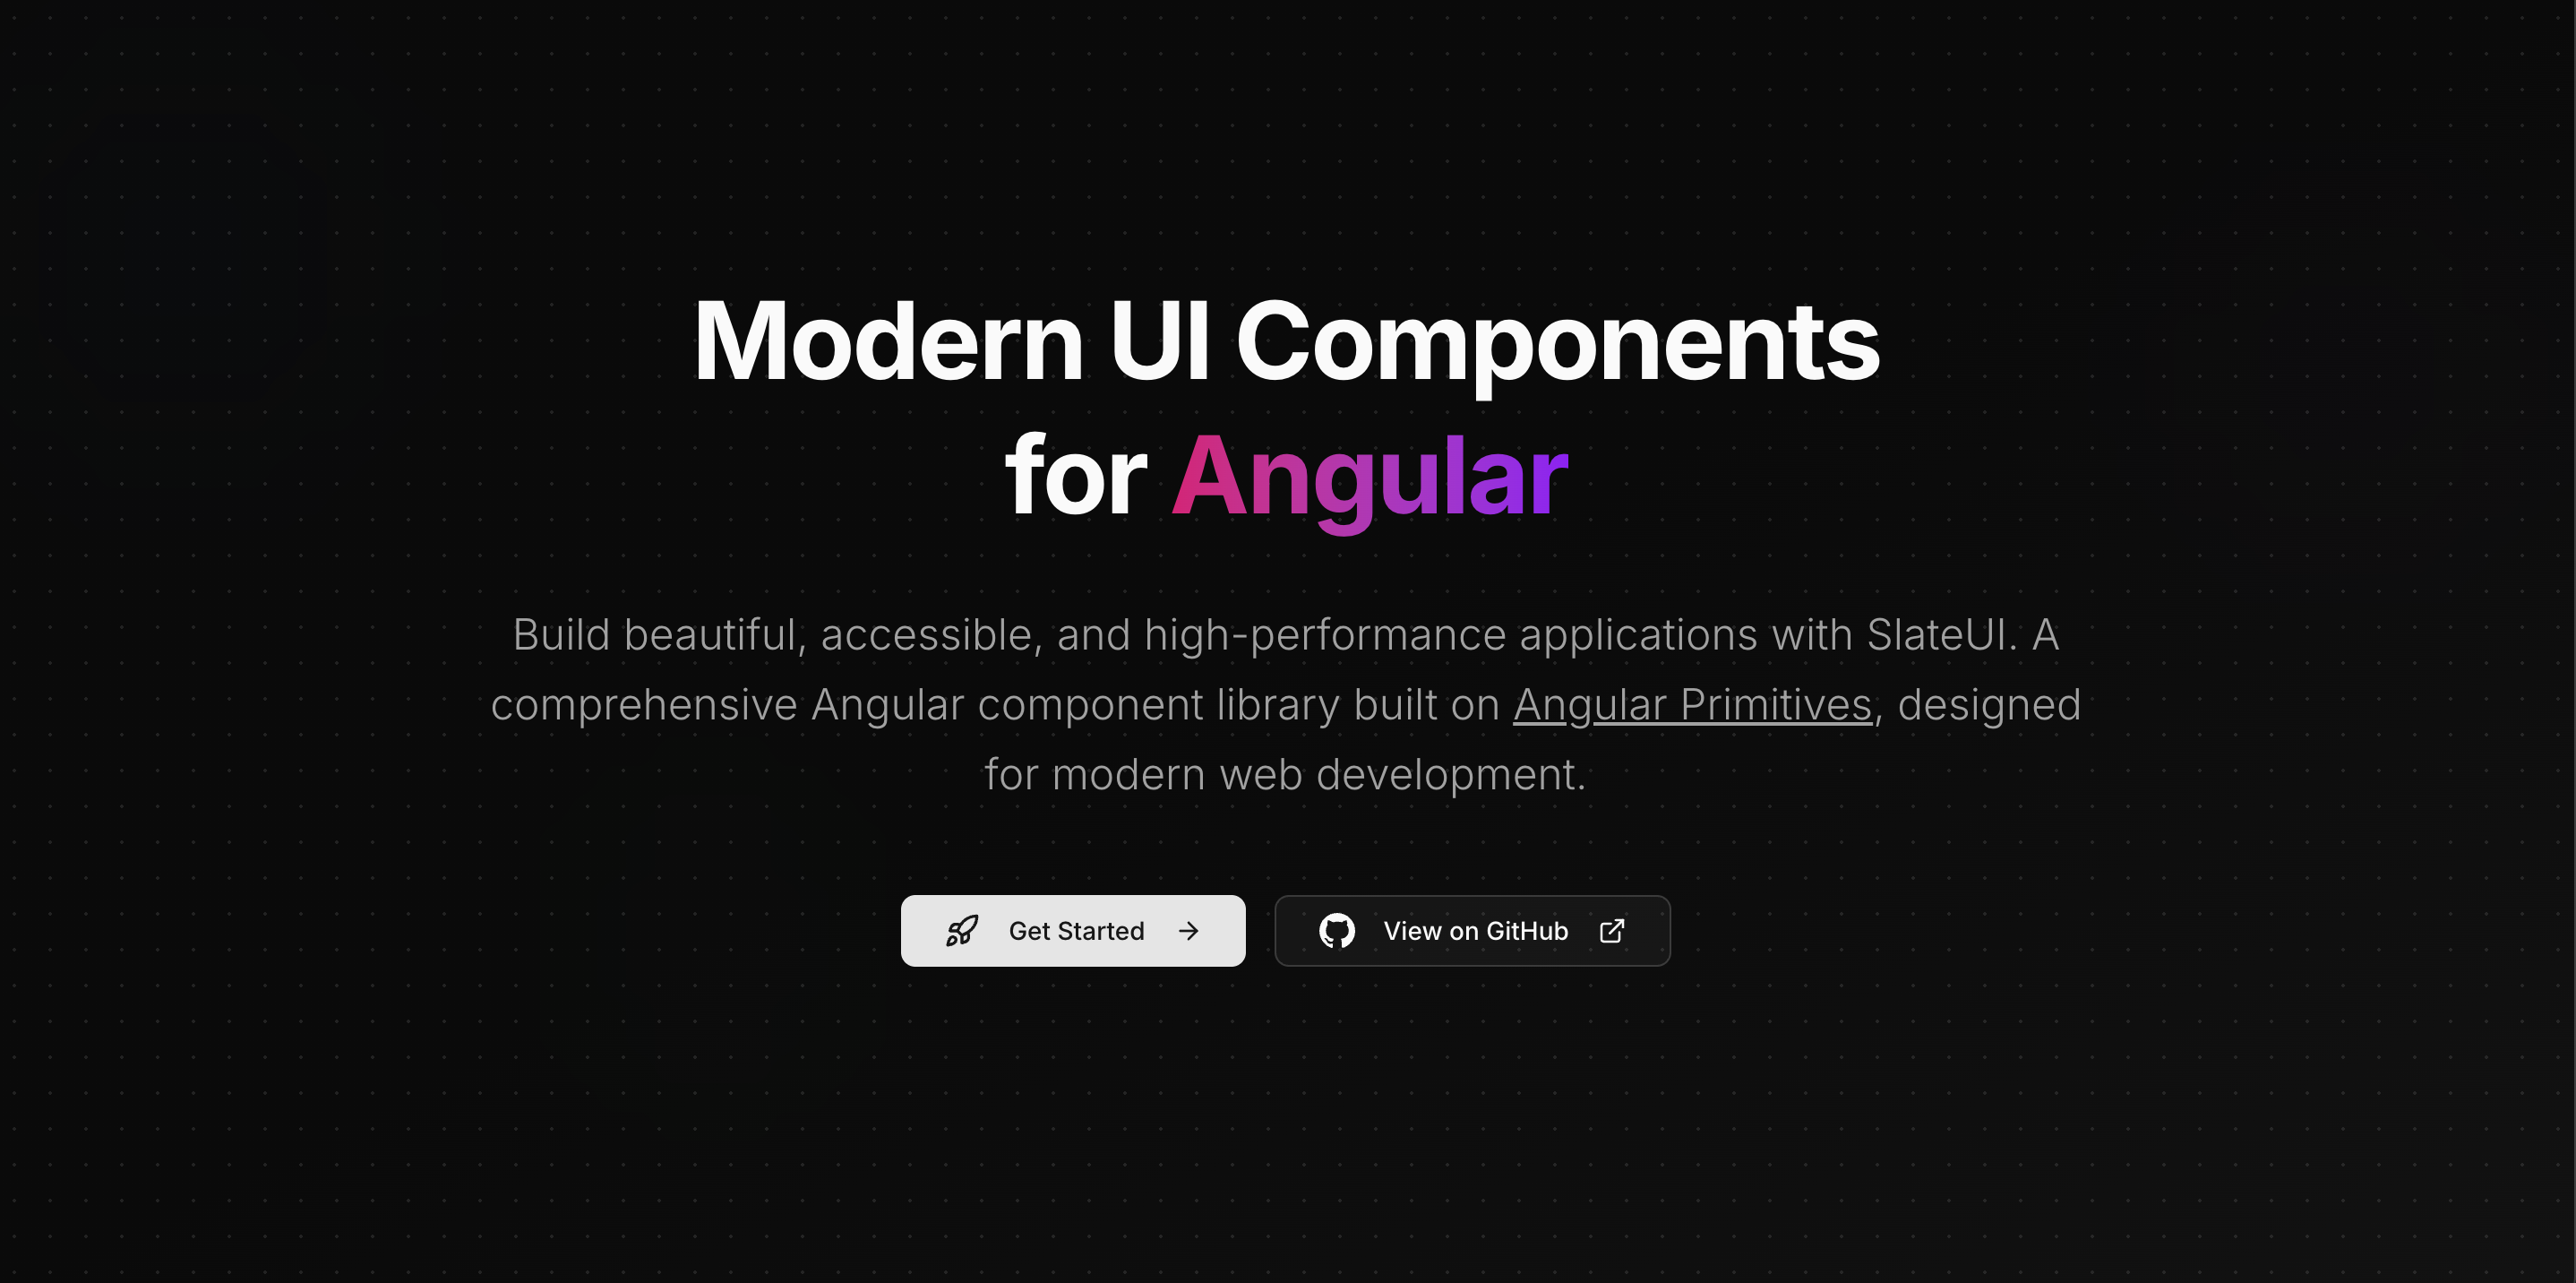 Modern UI Components
for Angular
Build beautiful, accessible, and high-performance applications with SlateUI. A
comprehensive Angular component library built on Angular Primitives, designed
for modern web development.
Get Started
View on GitHub